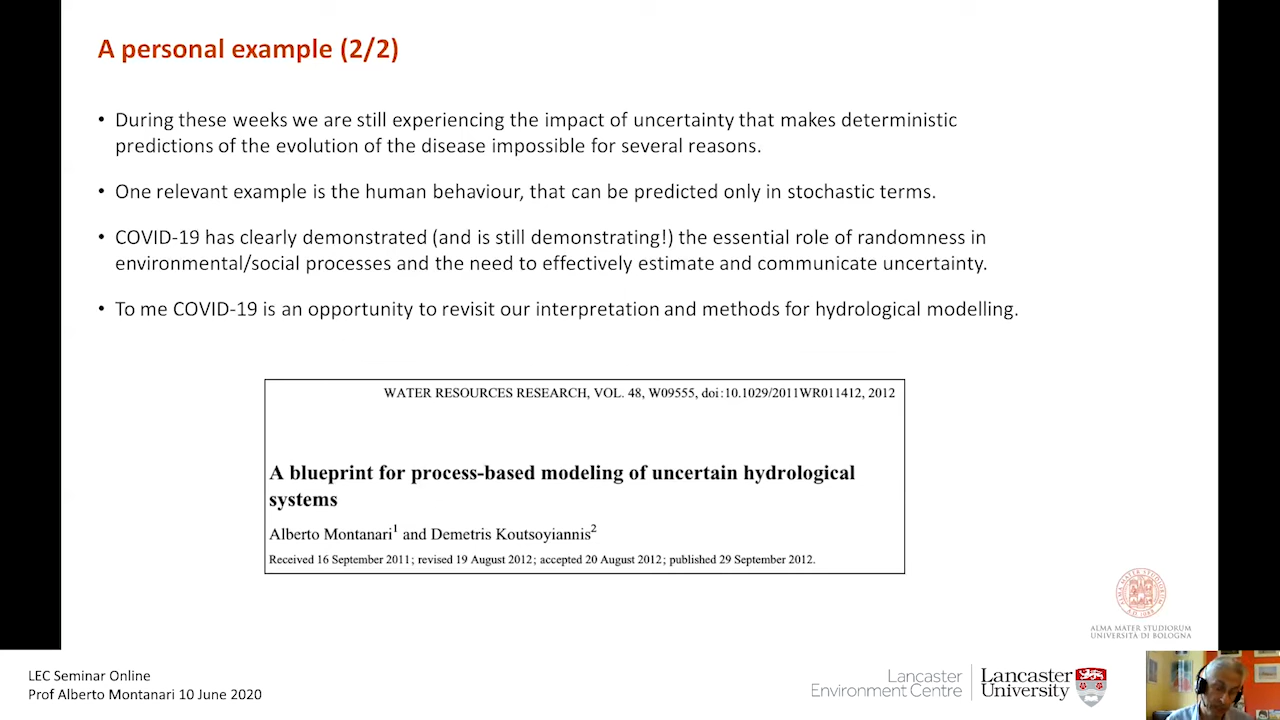 A personal example (2/2)
• During these weeks we are still experiencing the impact of uncertainty that makes deterministic
predictions of the evolution of the disease impossible for several reasons.
• One relevant example is the human behaviour, that can be predicted only in stochastic terms.
• COVID-19 has clearly demonstrated (and is still demonstrating!) the essential role of randomness in
environmental/social processes and the need to effectively estimate and communicate uncertainty.
• To me COVID-19 is an opportunity to revisit our interpretation and methods for hydrological modelling.
WATER RESOURCES RESEARCH, VOL. 48, W09555, doi:10.1029/2011WR011412, 2012
A blueprint for process-based modeling of uncertain hydrological
systems
Alberto Montanari1 and Demetris Koutsoyiannis2
Received 16 September 2011; revised 19 August 2012; accepted 20 August 2012; published 29 September 2012.
ALMA MATER STUDIORUM
UNIVERSITÀ DI BOLOGNA
LEC Seminar Online
Prof Alberto Montanari 10 June 2020
Lancaster
Environment Centre
Lancaster
University